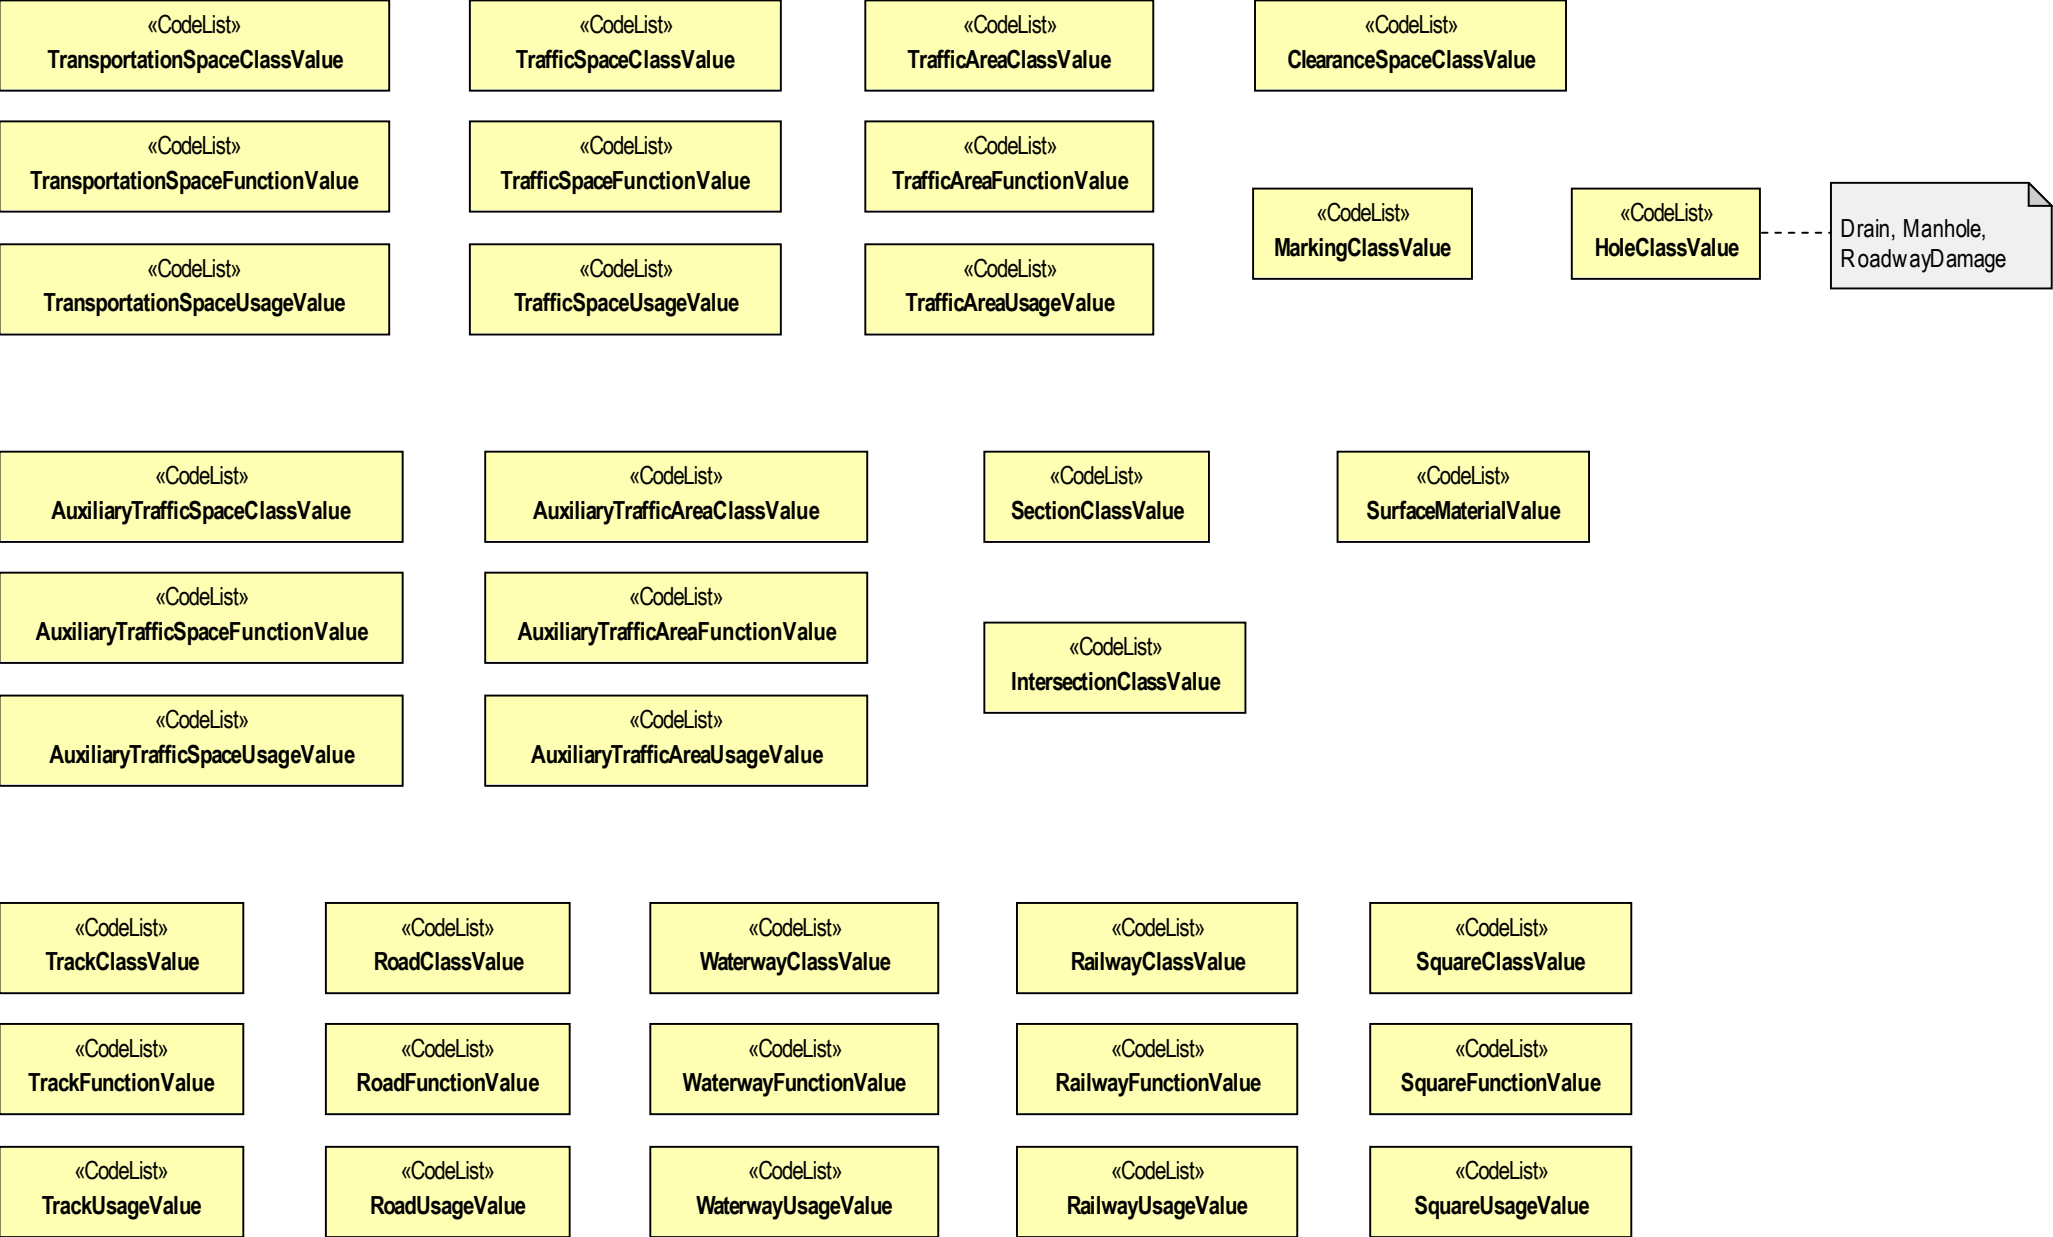 «CodeList»
TransportationSpaceClassValue
«CodeList»
TrafficSpaceClassValue
«CodeList»
TrafficAreaClassValue
«CodeList»
ClearanceSpaceClassValue
«CodeList»
TransportationSpaceFunctionValue
«CodeList»
TrafficSpaceFunctionValue
«CodeList»
TrafficAreaFunctionValue
«CodeList»
MarkingClassValue
«CodeList»
HoleClassValue
Drain, Manhole,
RoadwayDamage
«CodeList»
TransportationSpaceUsageValue
«CodeList»
TrafficSpaceUsageValue
«CodeList»
TrafficAreaUsageValue
«CodeList»
AuxiliaryTrafficSpaceClassValue
«CodeList»
AuxiliaryTrafficAreaClassValue
«CodeList»
SectionClassValue
«CodeList»
SurfaceMaterialValue
«CodeList»
AuxiliaryTrafficSpaceFunctionValue
«CodeList»
AuxiliaryTrafficAreaFunctionValue
«CodeList»
IntersectionClassValue
«CodeList»
AuxiliaryTrafficSpaceUsageValue
«CodeList»
AuxiliaryTrafficAreaUsageValue
«CodeList»
TrackClassValue
«CodeList»
RoadClassValue
«CodeList»
WaterwayClassValue
«CodeList»
RailwayClassValue
«CodeList»
SquareClassValue
«CodeList»
TrackFunctionValue
«CodeList»
RoadFunctionValue
«CodeList»
WaterwayFunctionValue
«CodeList»
RailwayFunctionValue
«CodeList»
SquareFunctionValue
«CodeList»
TrackUsageValue
«CodeList»
RoadUsageValue
«CodeList»
WaterwayUsageValue
«CodeList»
RailwayUsageValue
«CodeList»
SquareUsageValue